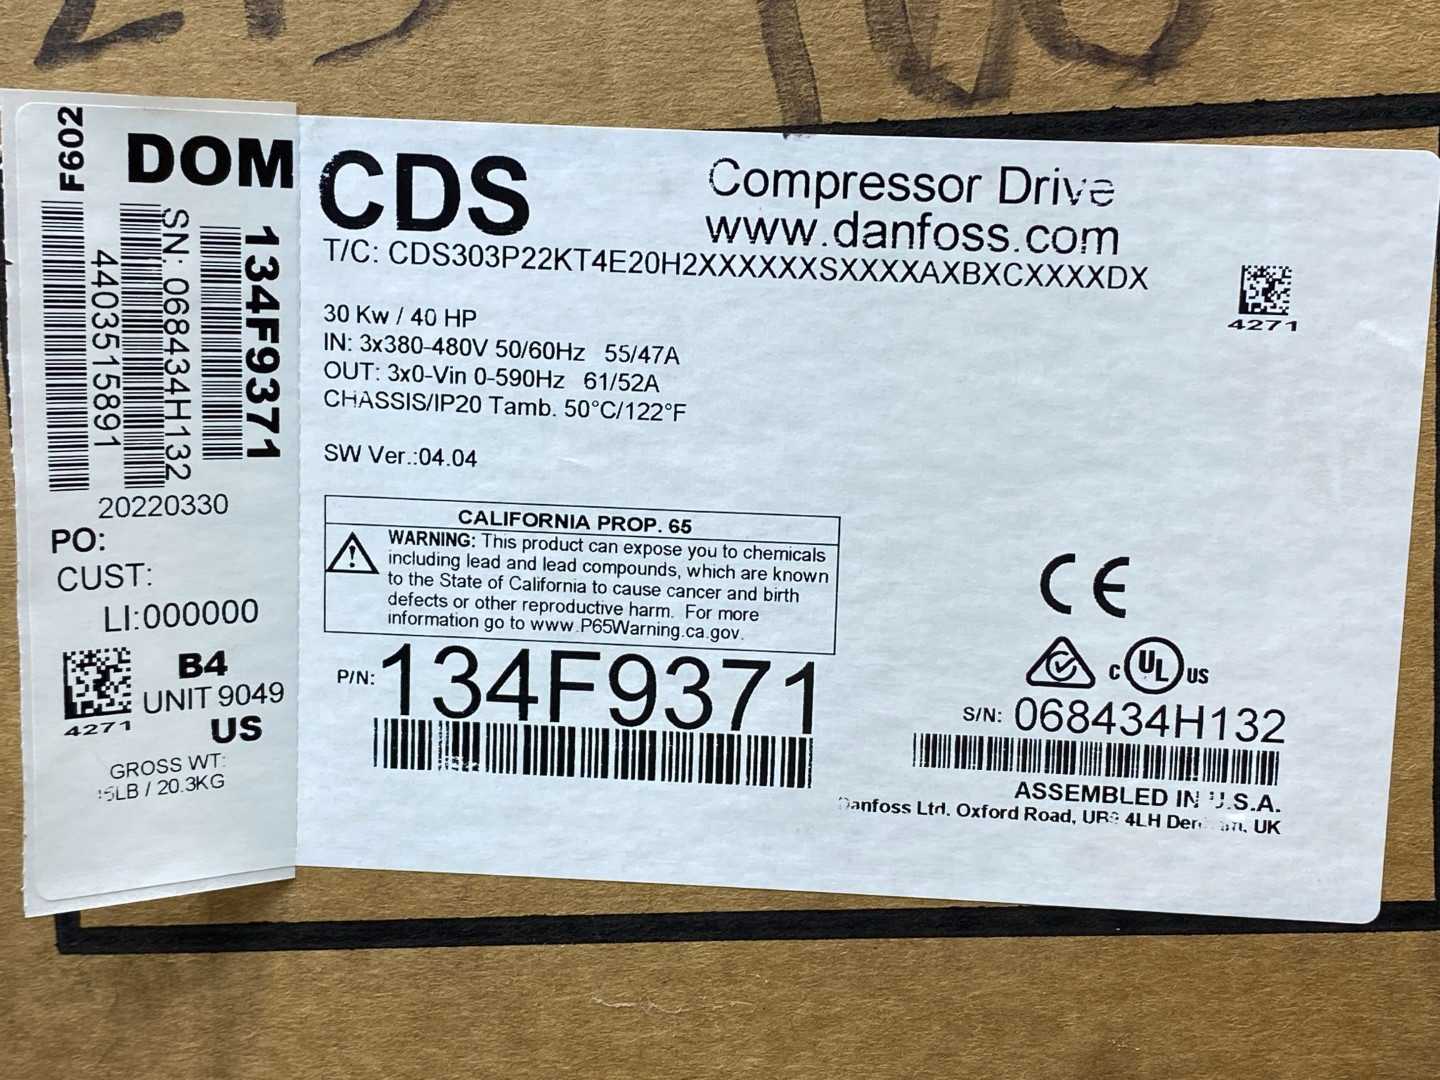 F602
DOM
134F9371
SN: 068434H132
4403515891
20220330
PO:
CUST:
LI:000000
B4
UNIT 9049
4271
US
GROSS WT:
5LB / 20.3KG
CDS
Compressor Drive
www.danfoss.com
T/C: CDS303P22KT4E20H2XXXXXXSXXXXAXBXCXXXXDX
4271
30 Kw / 40 HP
IN: 3x380-480V 50/60Hz 55/47A
OUT: 3x0-Vin 0-590Hz 61/52A
CHASSIS/IP20 Tamb. 50°C/122°F
SW Ver.:04.04
CALIFORNIA PROP. 65
WARNING: This product can expose you to chemicals
including lead and lead compounds, which are known
to the State of California to cause cancer and birth
defects or other reproductive harm. For more
information go to www.P65Warning.ca.gov.
CE
c UL US
P/N: 134F9371
S/N: 068434H132
ASSEMBLED IN U.S.A.
Danfoss Ltd. Oxford Road, 4LH UK